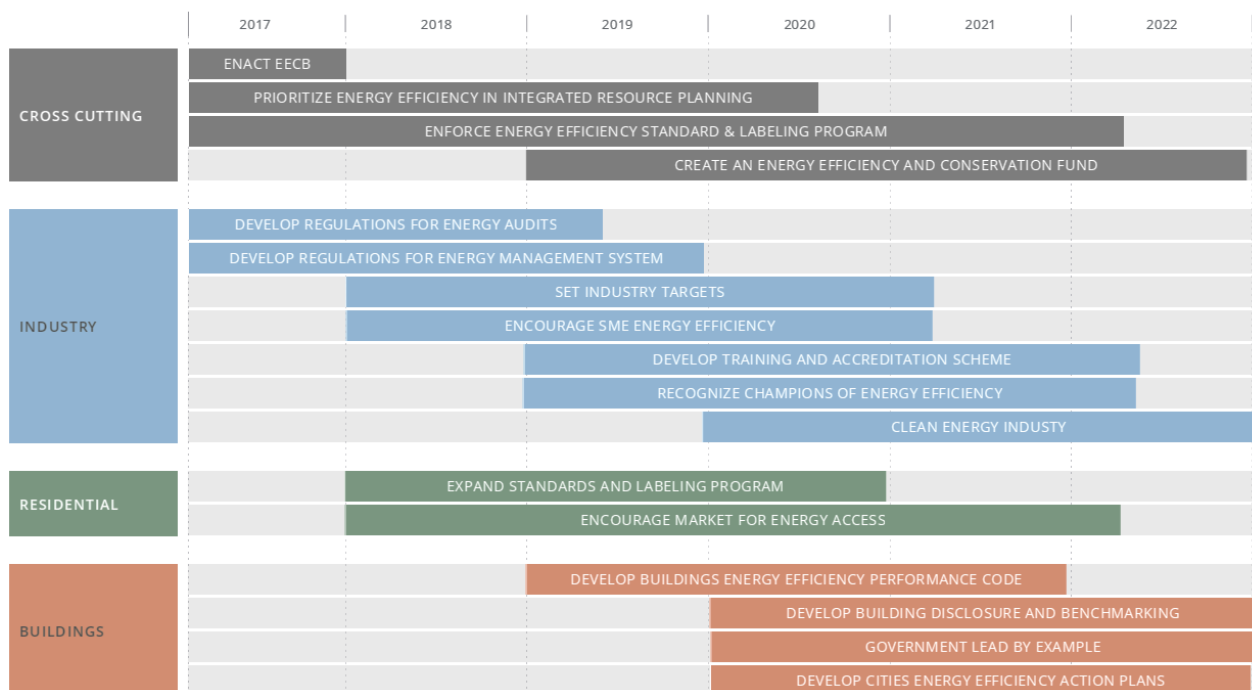 2017 2018 2019 2020 2021 2022
CROSS CUTTING
ENACT EECB
PRIORITIZE ENERGY EFFICIENCY IN INTEGRATED RESOURCE PLANNING
ENFORCE ENERGY EFFICIENCY STANDARD & LABELING PROGRAM
CREATE AN ENERGY EFFICIENCY AND CONSERVATION FUND
INDUSTRY
DEVELOP REGULATIONS FOR ENERGY AUDITS
DEVELOP REGULATIONS FOR ENERGY MANAGEMENT SYSTEM
SET INDUSTRY TARGETS
ENCOURAGE SME ENERGY EFFICIENCY
DEVELOP TRAINING AND ACCREDITATION SCHEME
RECOGNIZE CHAMPIONS OF ENERGY EFFICIENCY
CLEAN ENERGY INDUSTY
RESIDENTIAL
EXPAND STANDARDS AND LABELING PROGRAM
ENCOURAGE MARKET FOR ENERGY ACCESS
BUILDINGS
DEVELOP BUILDINGS ENERGY EFFICIENCY PERFORMANCE CODE
DEVELOP BUILDING DISCLOSURE AND BENCHMARKING
GOVERNMENT LEAD BY EXAMPLE
DEVELOP CITIES ENERGY EFFICIENCY ACTION PLANS